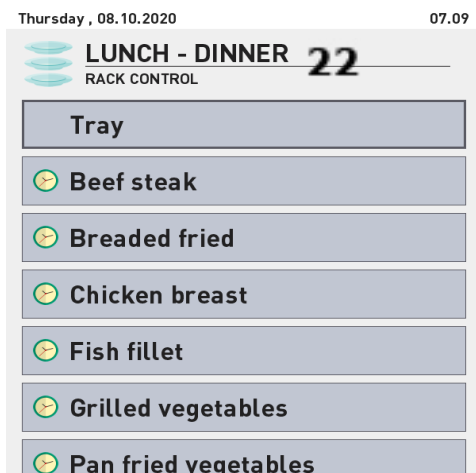 Thursday , 08.10.2020 07.09
LUNCH - DINNER 22
RACK CONTROL
Tray
Beef steak
Breaded fried
Chicken breast
Fish fillet
Grilled vegetables
Pan fried vegetables